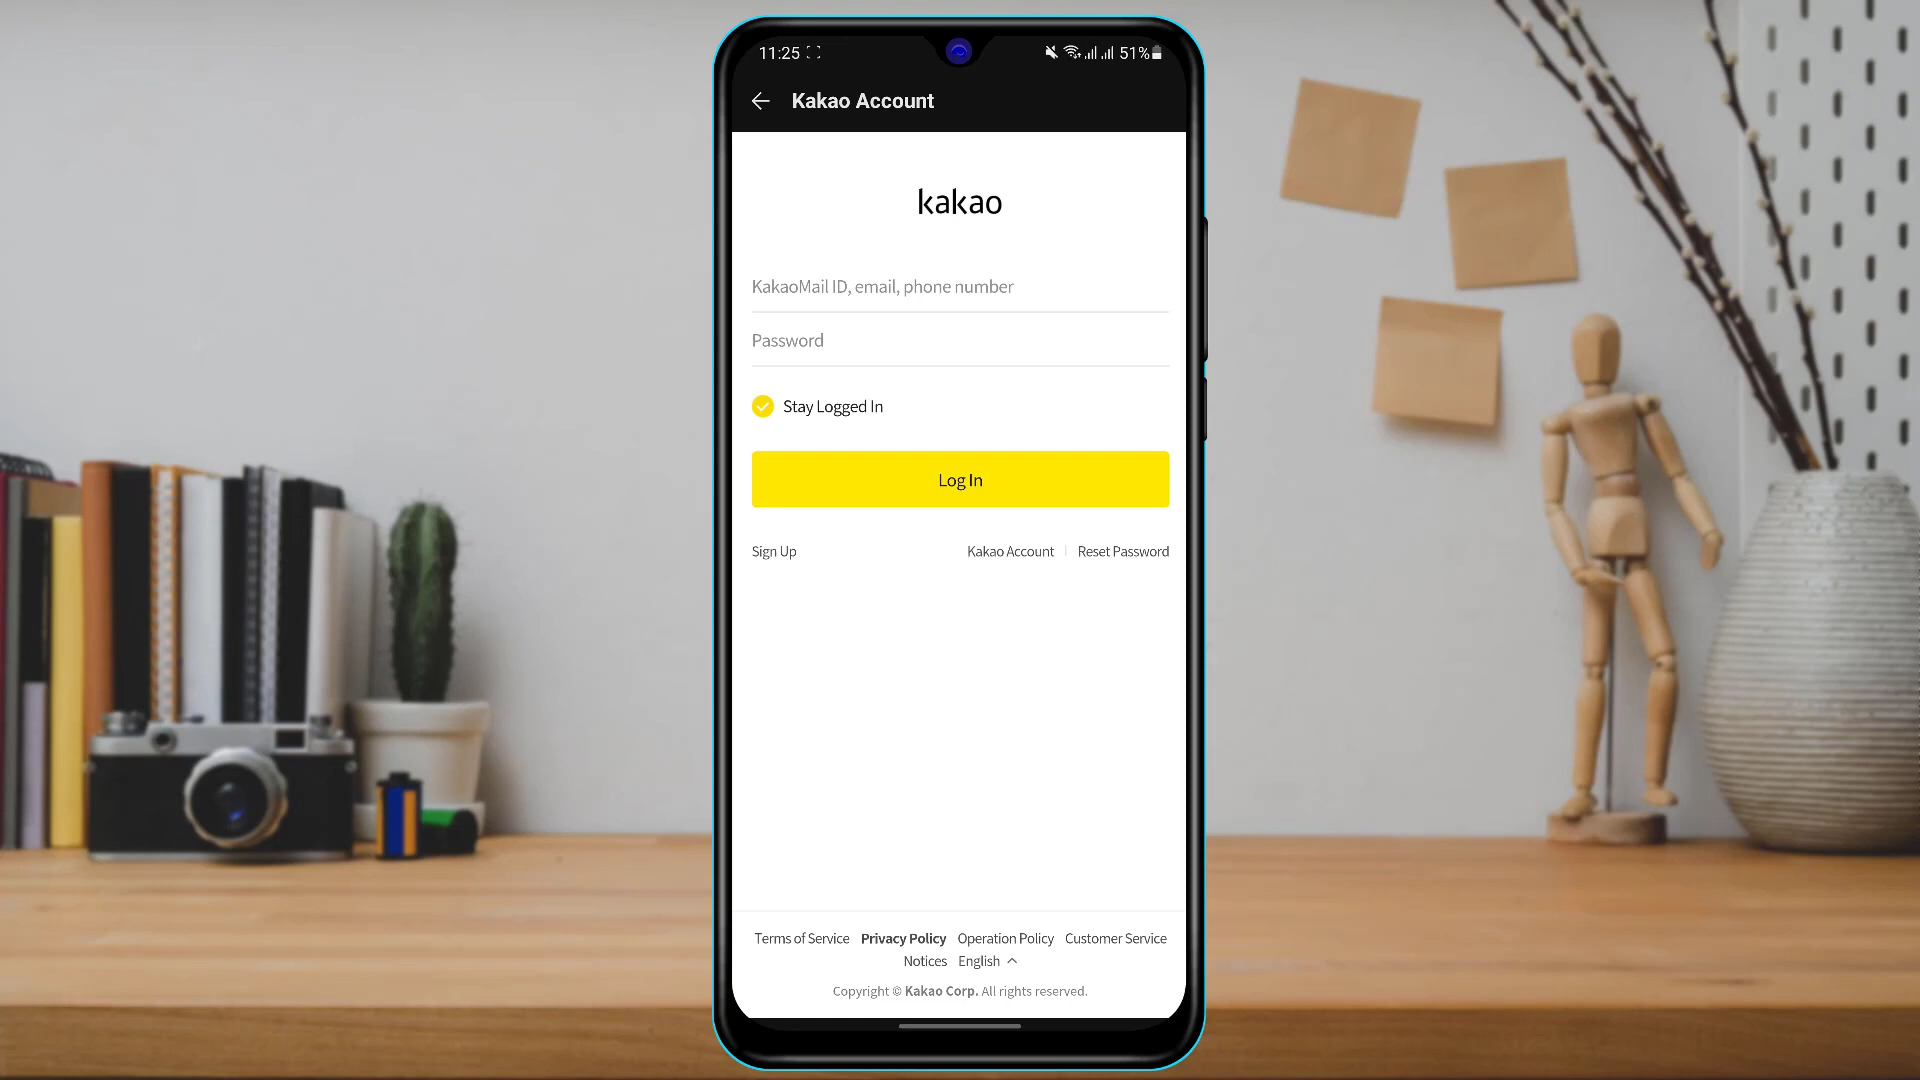 11:25
51%
Kakao Account
kakao
KakaoMail ID, email, phone number
Password
Stay Logged In
Log In
Sign Up
Kakao Account | Reset Password
Terms of Service Privacy Policy Operation Policy Customer Service
Notices English
Copyright © Kakao Corp. All rights reserved.